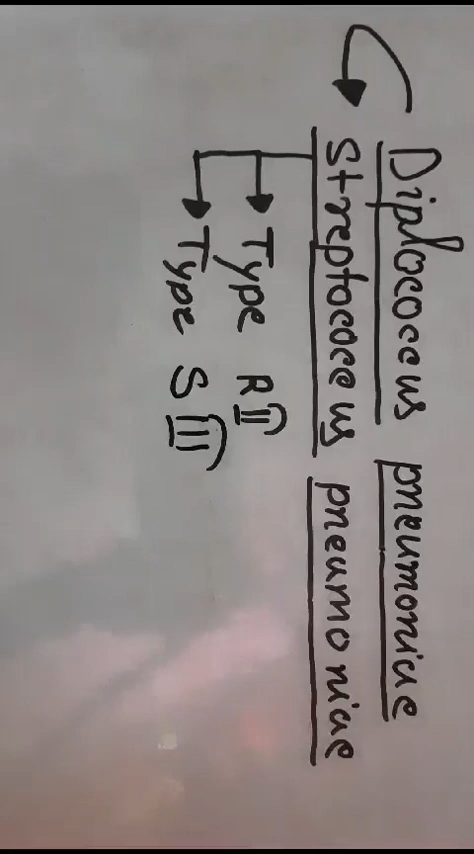 Diplococcus pneumoniae
Streptococcus pneumoniae
Type R II
Type S III